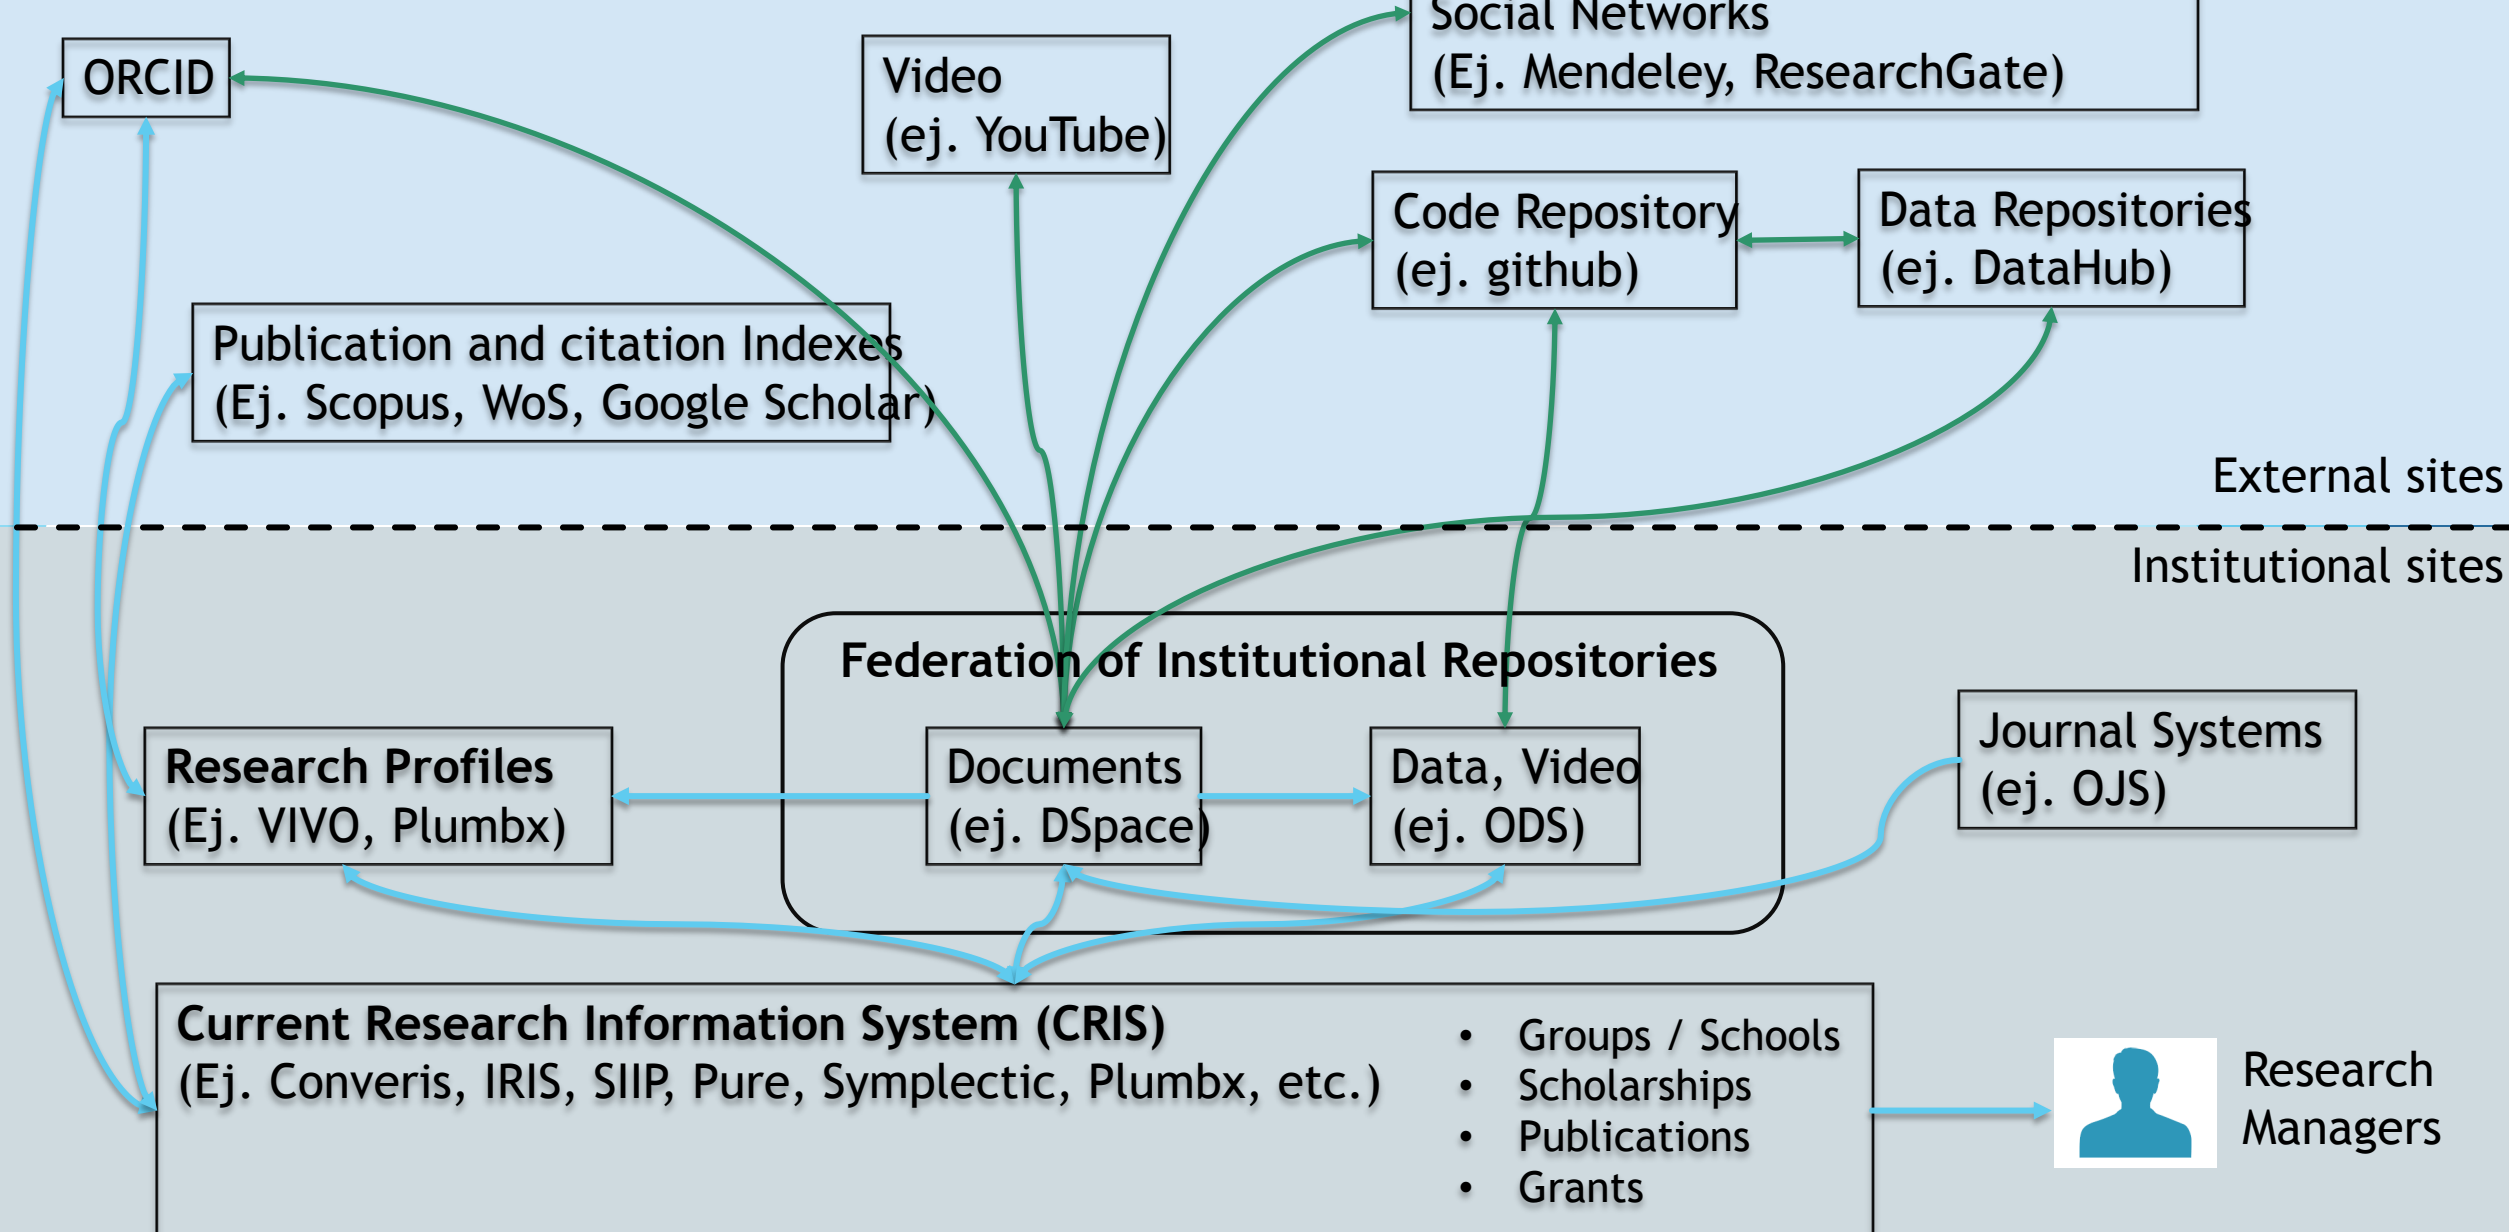 Social Networks
(Ej. Mendeley, ResearchGate)
ORCID
Video
(ej. YouTube)
Code Repository
(ej. github)
Data Repositories
(ej. DataHub)
Publication and citation Indexes
(Ej. Scopus, WoS, Google Scholar)
External sites
Institutional sites
Federation of Institutional Repositories
Research Profiles
(Ej. VIVO, Plumbx)
Documents
(ej. DSpace)
Data, Video
(ej. ODS)
Journal Systems
(ej. OJS)
Current Research Information System (CRIS)
(Ej. Converis, IRIS, SIIP, Pure, Symplectic, Plumbx, etc.)
• Groups / Schools
• Scholarships
• Publications
• Grants
Research
Managers